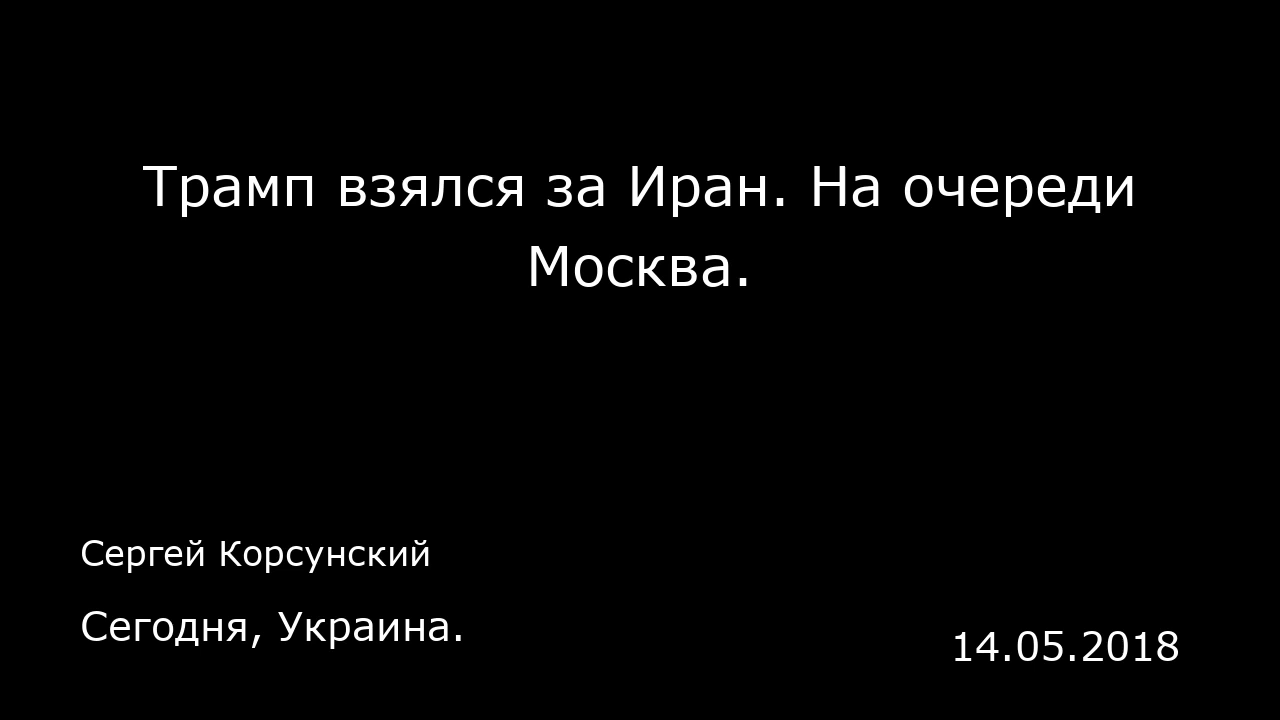 Трамп взялся за Иран. На очереди
Москва.
Сергей Корсунский
Сегодня, Украина.
14.05.2018